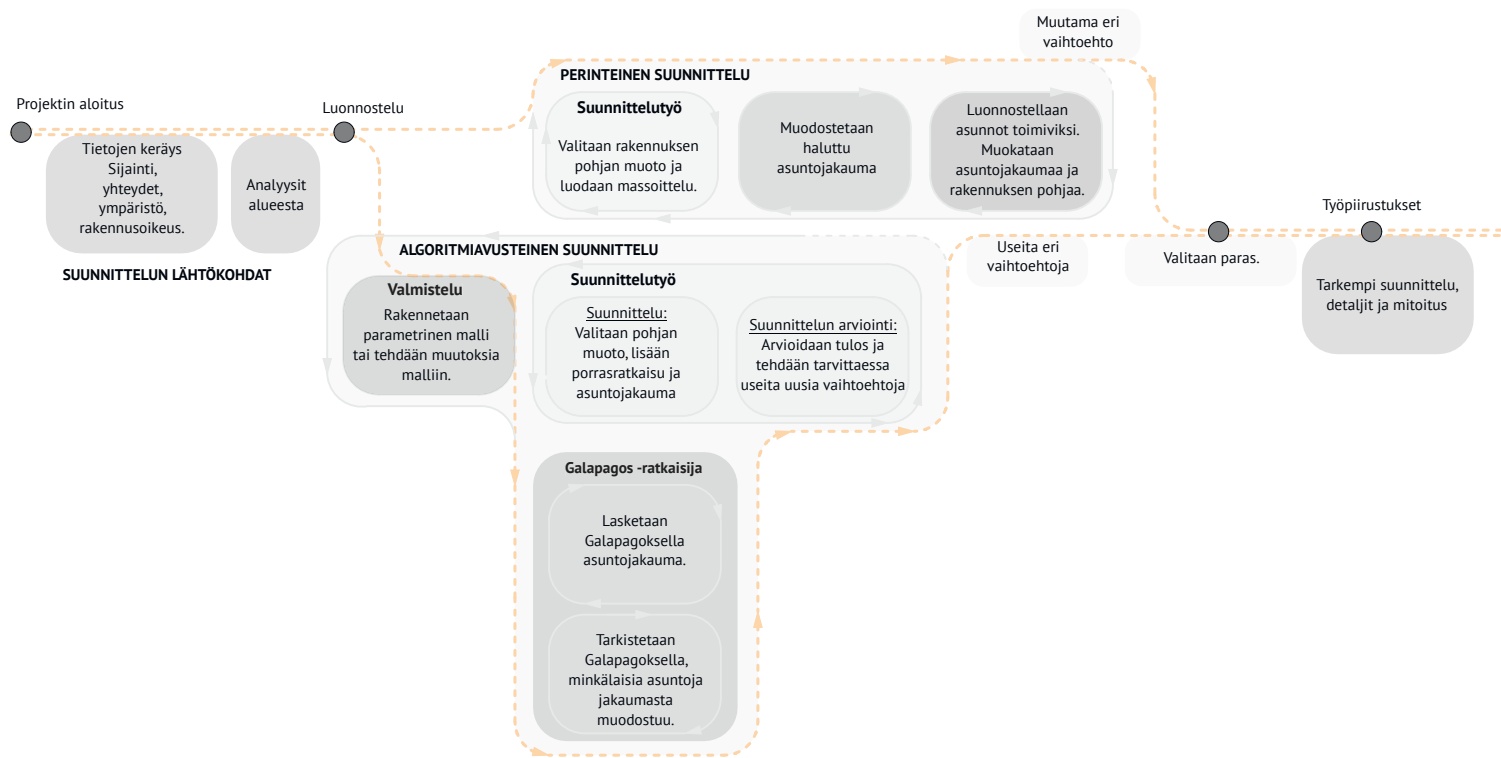 Projektin aloitus
Tietojen keräys
Sijainti,
yhteydet,
ympäristö,
rakennusoikeus.
Analyysit
alueesta
SUUNNITTELUN LÄHTÖKOHDAT
Luonnostelu
PERINTEINEN SUUNNITTELU
Suunnittelutyö
Valitaan rakennuksen
pohjan muoto ja
luodaan massoittelu.
Muodostetaan
haluttu
asuntojakauma
Luonnostellaan
asunnot toimiviksi.
Muokataan
asuntojakaumaa ja
rakennuksen pohjaa.
Muutama eri
vaihtoehto
ALGORITMIAVUSTEINEN SUUNNITTELU
Valmistelu
Rakennetaan
parametrinen malli
tai tehdään muutoksia
malliin.
Suunnittelutyö
Suunnittelu:
Valitaan pohjan
muoto, lisään
porrasratkaisu ja
asuntojakauma
Suunnittelun arviointi:
Arvioidaan tulos ja
tehdään tarvittaessa
useita uusia vaihtoehtoja
Galapagos -ratkaisija
Lasketaan
Galapagoksella
asuntojakauma.
Tarkistetaan
Galapagoksella,
minkälaisia asuntoja
jakaumasta
muodostuu.
Useita eri
vaihtoehtoja
Valitaan paras.
Työpiirustukset
Tarkempi suunnittelu,
detaljit ja mitoitus